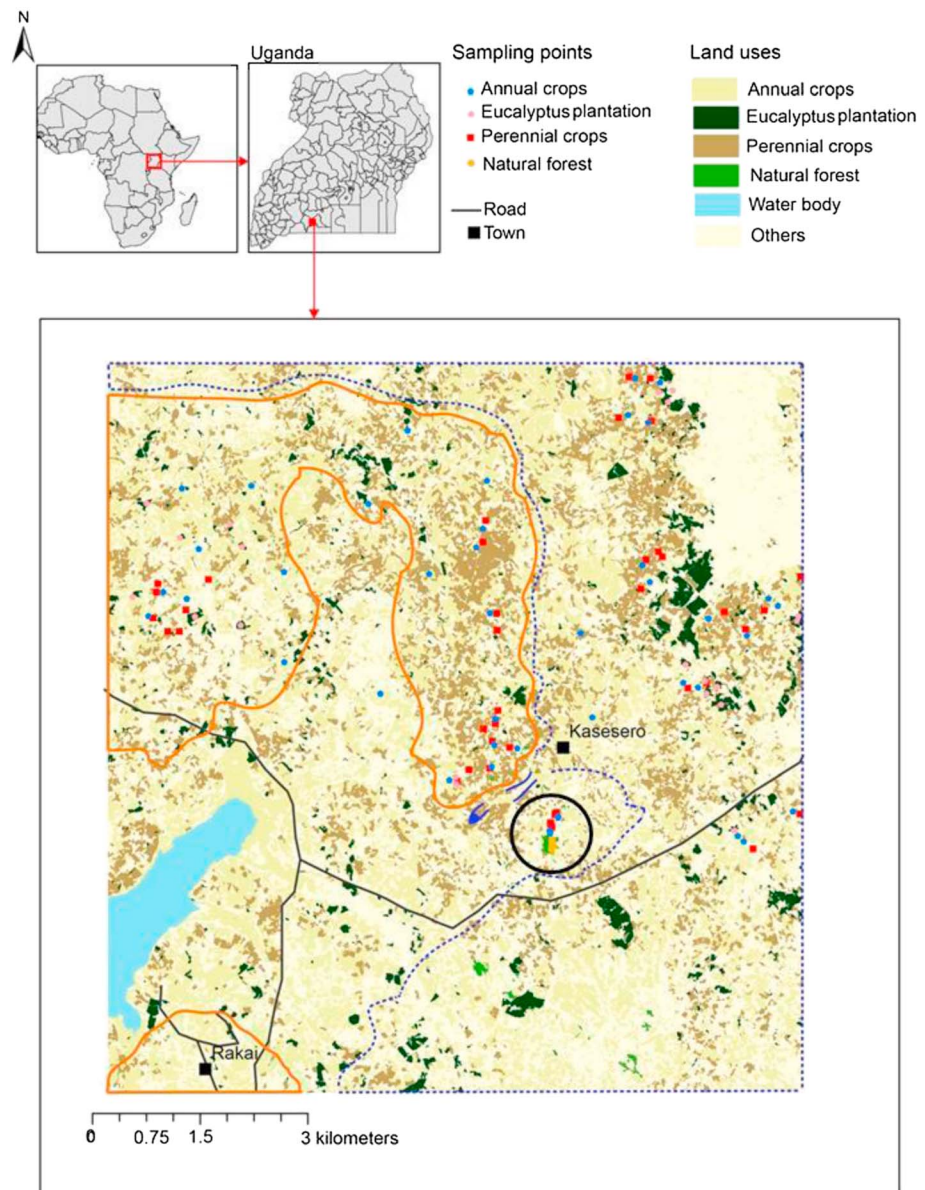 N
Uganda
Sampling points
Annual crops
Eucalyptus plantation
Perennial crops
Natural forest
Road
Town
Land uses
Annual crops
Eucalyptus plantation
Perennial crops
Natural forest
Water body
Others
Kasesero
Rakai
0 0.75 1.5 3 kilometers